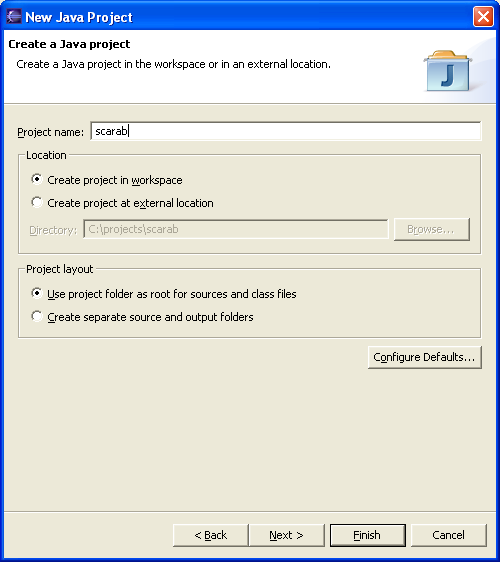 New Java Project
Create a Java project
Create a Java project in the workspace or in an external location.
J
Project name: scarab
Location
Create project in workspace
Create project at external location
Directory: C:\projects\scarab Browse...
Project layout
Use project folder as root for sources and class files
Create separate source and output folders
Configure Defaults...
< Back Next > Finish Cancel